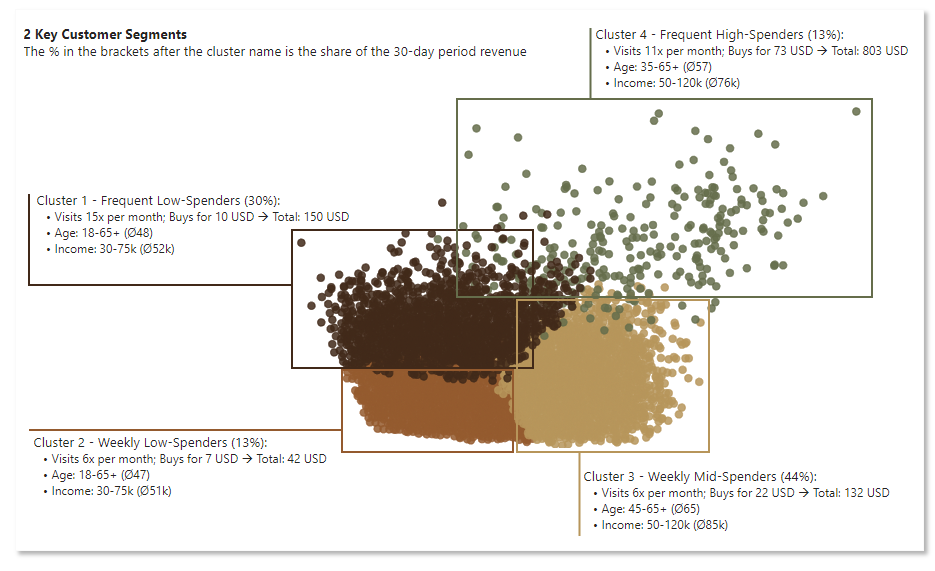 2 Key Customer Segments
The % in the brackets after the cluster name is the share of the 30-day period revenue
Cluster 4 - Frequent High-Spenders (13%):
• Visits 11x per month; Buys for 73 USD → Total: 803 USD
• Age: 35-65+ (Ø57)
• Income: 50-120k (Ø76k)
Cluster 1 - Frequent Low-Spenders (30%):
• Visits 15x per month; Buys for 10 USD → Total: 150 USD
• Age: 18-65+ (Ø48)
• Income: 30-75k (Ø52k)
Cluster 2 - Weekly Low-Spenders (13%):
• Visits 6x per month; Buys for 7 USD → Total: 42 USD
• Age: 18-65+ (Ø47)
• Income: 30-75k (Ø51k)
Cluster 3 - Weekly Mid-Spenders (44%):
• Visits 6x per month; Buys for 22 USD → Total: 132 USD
• Age: 45-65+ (Ø65)
• Income: 50-120k (Ø85k)